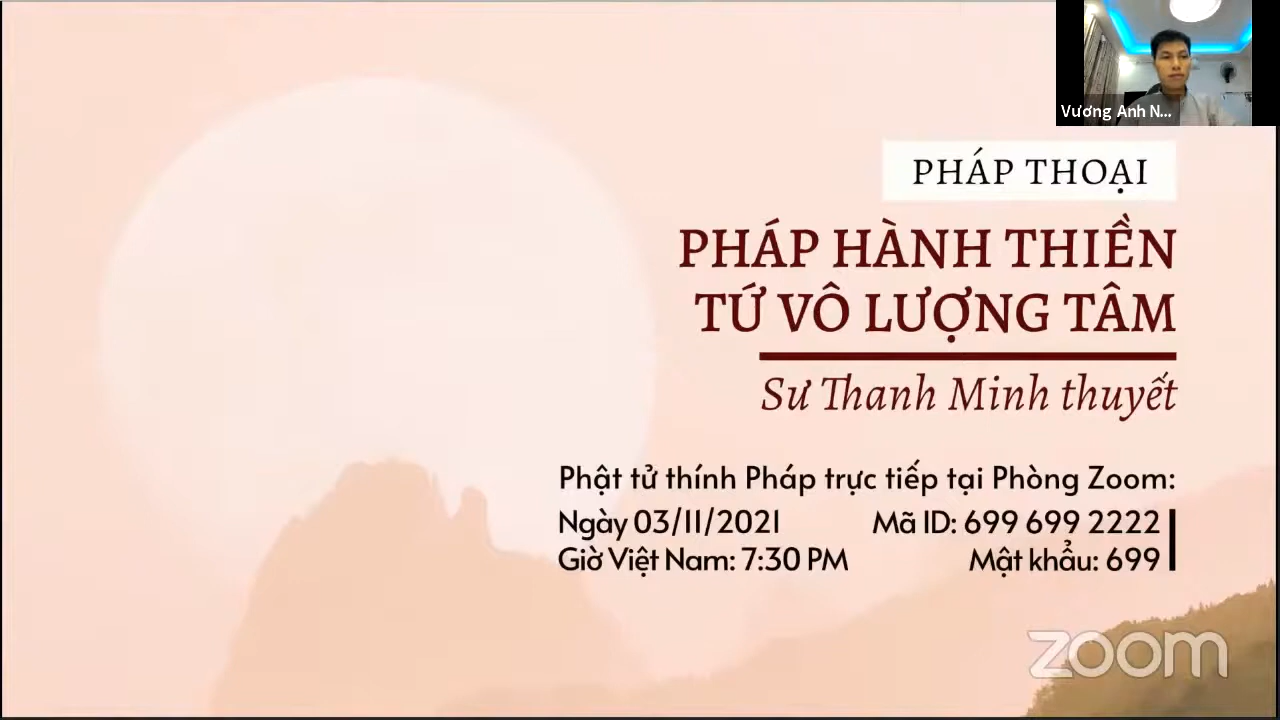 Vương Anh N...
PHÁP THOẠI
PHÁP HÀNH THIỀN
TỨ VÔ LƯỢNG TÂM
Sư Thanh Minh thuyết
Phật tử thính Pháp trực tiếp tại Phòng Zoom:
Ngày 03/11/2021 Mã ID: 699 699 2222
Giờ Việt Nam: 7:30 PM Mật khẩu: 699
zoom